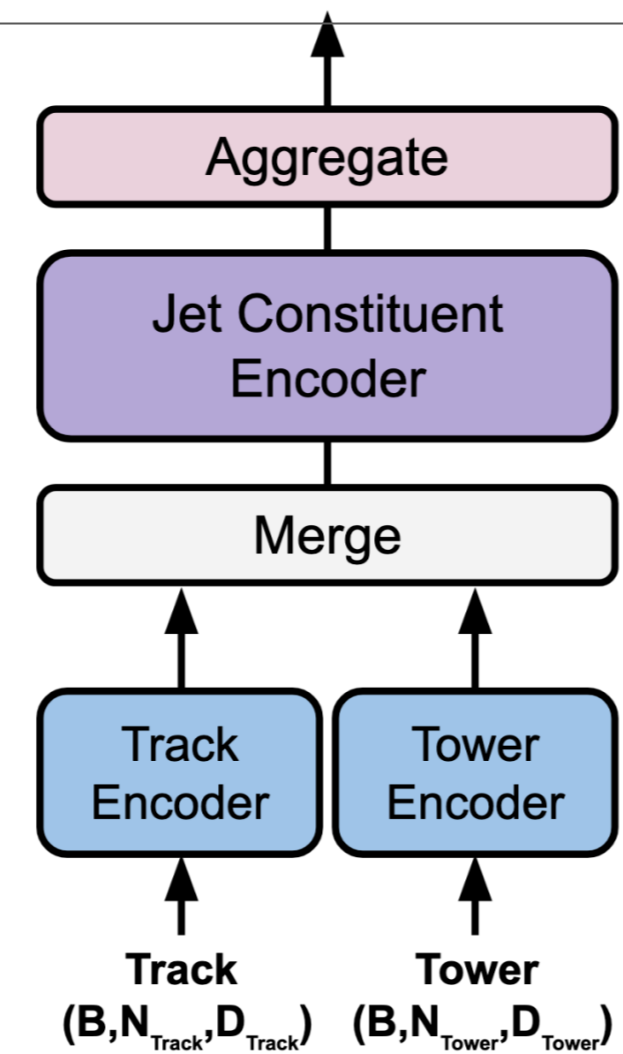 Aggregate
Jet Constituent
Encoder
Merge
Track
Encoder
Tower
Encoder
Track
(B,N_Track,D_Track)
Tower
(B,N_Tower,D_Tower)